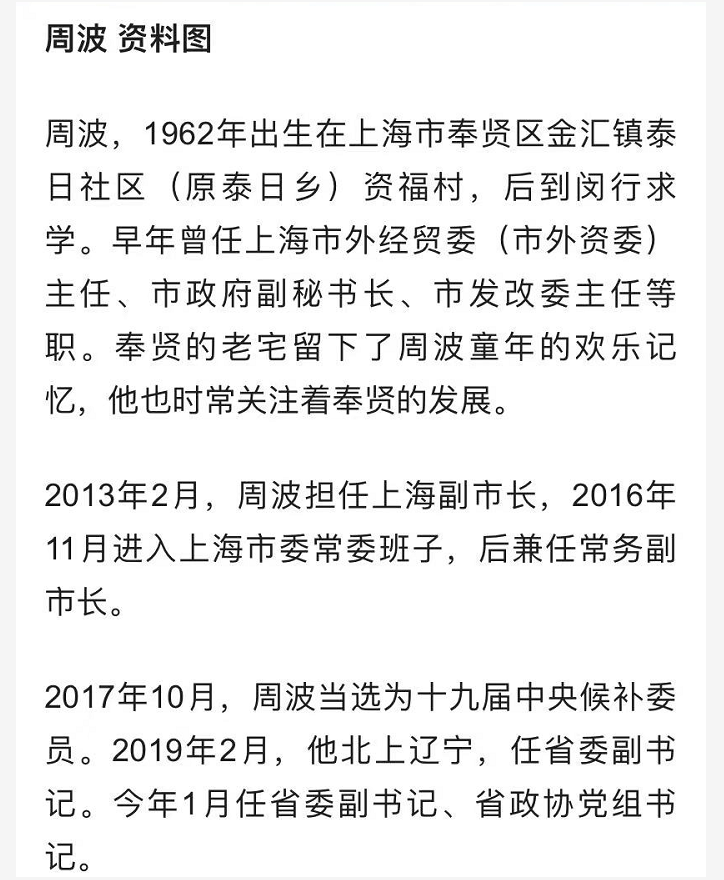 周波 资料图
周波，1962年出生在上海市奉贤区金汇镇泰
日社区（原泰日乡）资福村，后到闵行求
学。早年曾任上海市外经贸委（市外资委）
主任、市政府副秘书长、市发改委主任等
职。奉贤的老宅留下了周波童年的欢乐记
忆，他也时常关注着奉贤的发展。
2013年2月，周波担任上海副市长，2016年
11月进入上海市委常委班子，后兼任常务副
市长。
2017年10月，周波当选为十九届中央候补委
员。2019年2月，他北上辽宁，任省委副书
记。今年1月任省委副书记、省政协党组书
记。